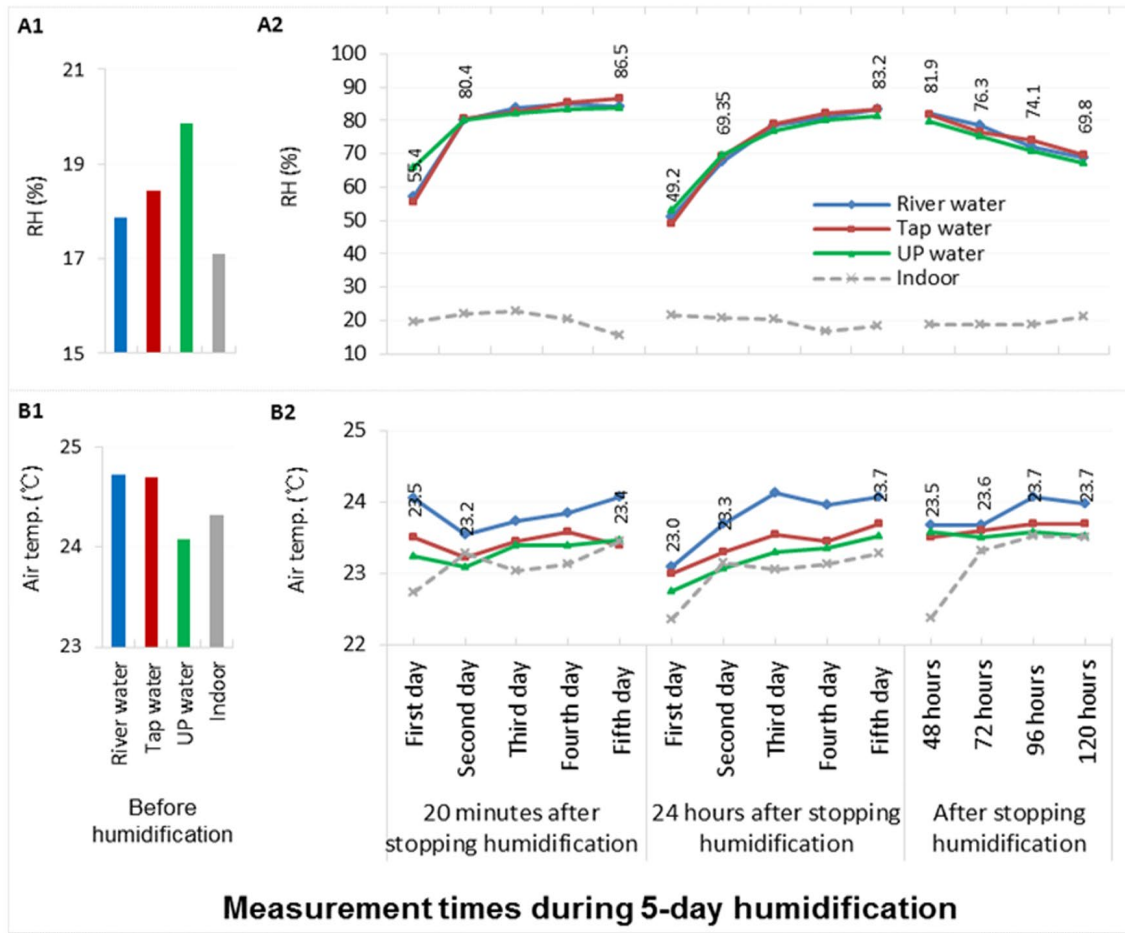 A1
A2
21
19
17
15
RH (%)
100
90
80
70
60
50
40
30
20
10
RH (%)
55.4
80.4
86.5
49.2
69.35
83.2
81.9
76.3
74.1
69.8
River water
Tap water
UP water
Indoor
B1
B2
25
24
23
Air temp. (℃)
25
24
23
22
Air temp. (℃)
23.5
23.2
23.4
23.0
23.3
23.7
23.5
23.6
23.7
23.7
River water
Tap water
UP water
Indoor
First day
Second day
Third day
Fourth day
Fifth day
First day
Second day
Third day
Fourth day
Fifth day
48 hours
72 hours
96 hours
120 hours
Before
humidification
20 minutes after
stopping humidification
24 hours after stopping
humidification
After stopping
humidification
Measurement times during 5-day humidification